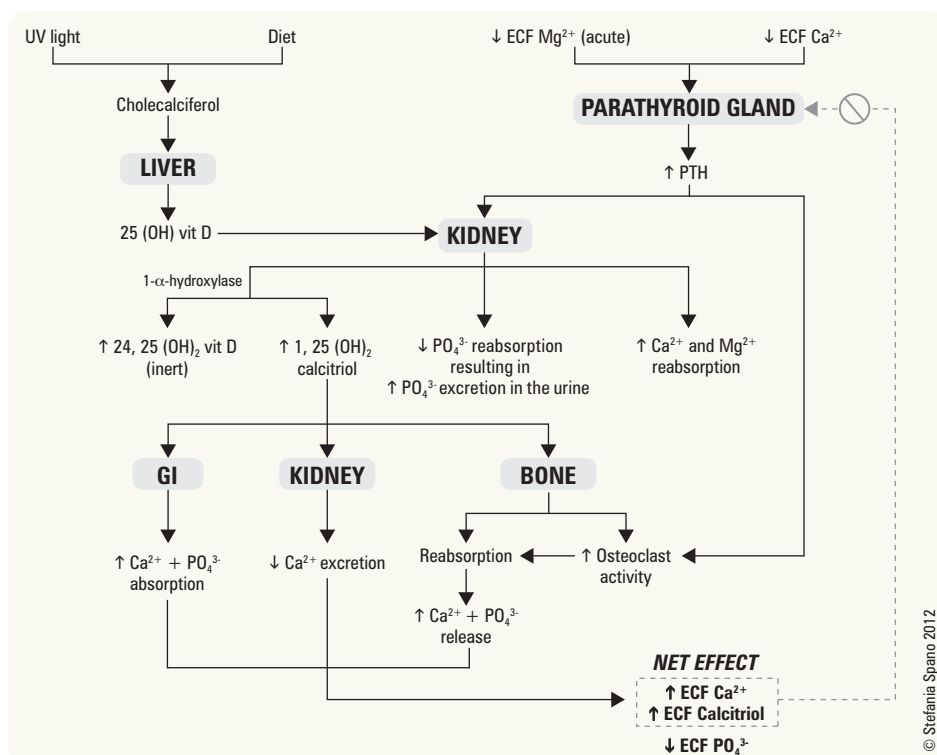 UV light
Diet
↓ ECF Mg²⁺ (acute)
↓ ECF Ca²⁺
Cholecalciferol
PARATHYROID GLAND
LIVER
↑ PTH
25 (OH) vit D
KIDNEY
1-α-hydroxylase
↑ 24, 25 (OH)₂ vit D
(inert)
↑ 1, 25 (OH)₂
calcitriol
↓ PO₄³⁻ reabsorption
resulting in
↑ PO₄³⁻ excretion in the urine
↑ Ca²⁺ and Mg²⁺
reabsorption
GI
KIDNEY
BONE
↑ Ca²⁺ + PO₄³⁻
absorption
↓ Ca²⁺ excretion
Reabsorption
↑ Osteoclast
activity
↑ Ca²⁺ + PO₄³⁻
release
NET EFFECT
↑ ECF Ca²⁺
↑ ECF Calcitriol
↓ ECF PO₄³⁻
© Stefania Spano 2012